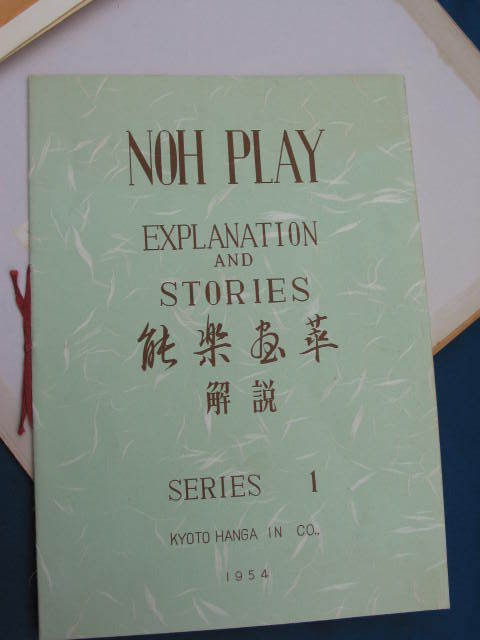 NOH PLAY
EXPLANATION
AND
STORIES
能楽画華
解説
SERIES 1
KYOTO HANGA IN CO.,
1954